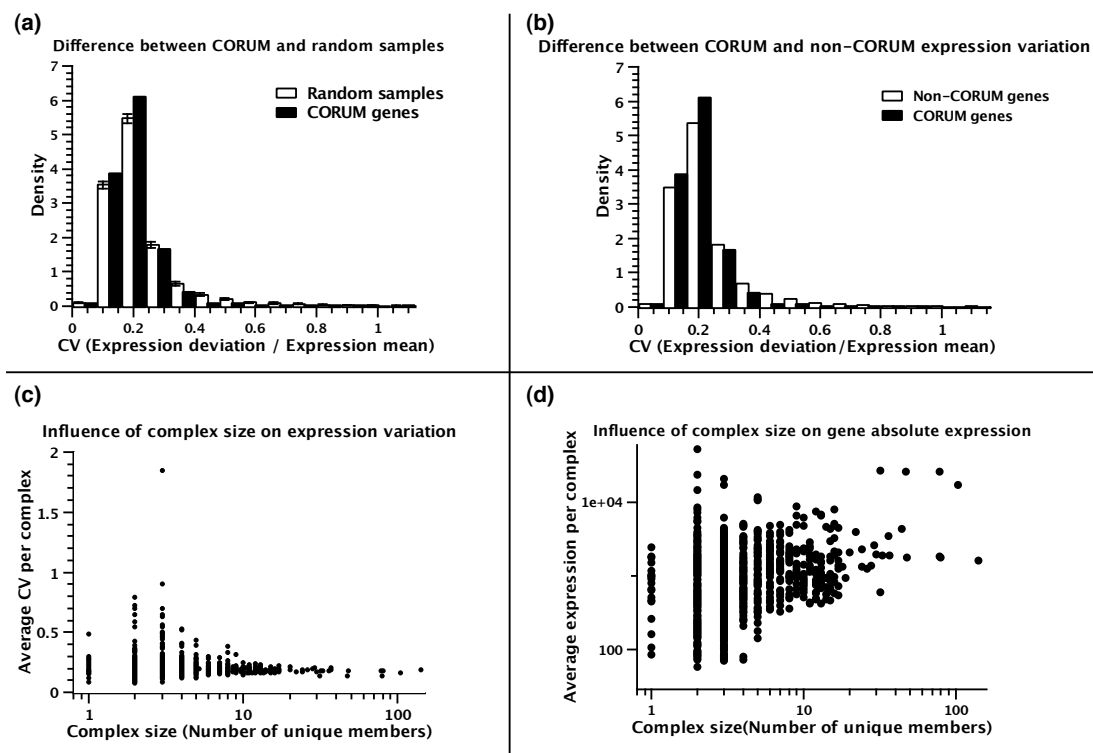 (a)
Difference between CORUM and random samples
7
6
5
4
3
2
1
0
Density
Random samples
CORUM genes
0 0.2 0.4 0.6 0.8 1
CV (Expression deviation / Expression mean)
(b)
Difference between CORUM and non-CORUM expression variation
7
6
5
4
3
2
1
0
Density
Non-CORUM genes
CORUM genes
0 0.2 0.4 0.6 0.8 1
CV (Expression deviation/Expression mean)
(c)
Influence of complex size on expression variation
2
1.5
1
0.5
0
Average CV per complex
1 10 100
Complex size (Number of unique members)
(d)
Influence of complex size on gene absolute expression
1e+04
100
Average expression per complex
1 10 100
Complex size(Number of unique members)